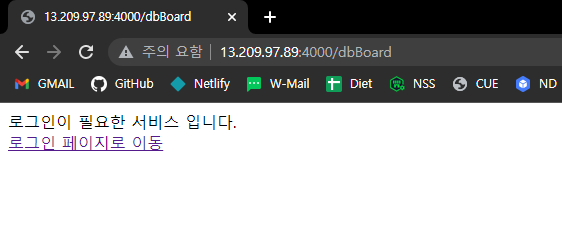 13.209.97.89:4000/dbBoard
주의 요함 | 13.209.97.89:4000/dbBoard
GMAIL GitHub Netlify W-Mail Diet NSS CUE ND
로그인이 필요한 서비스 입니다.
로그인 페이지로 이동